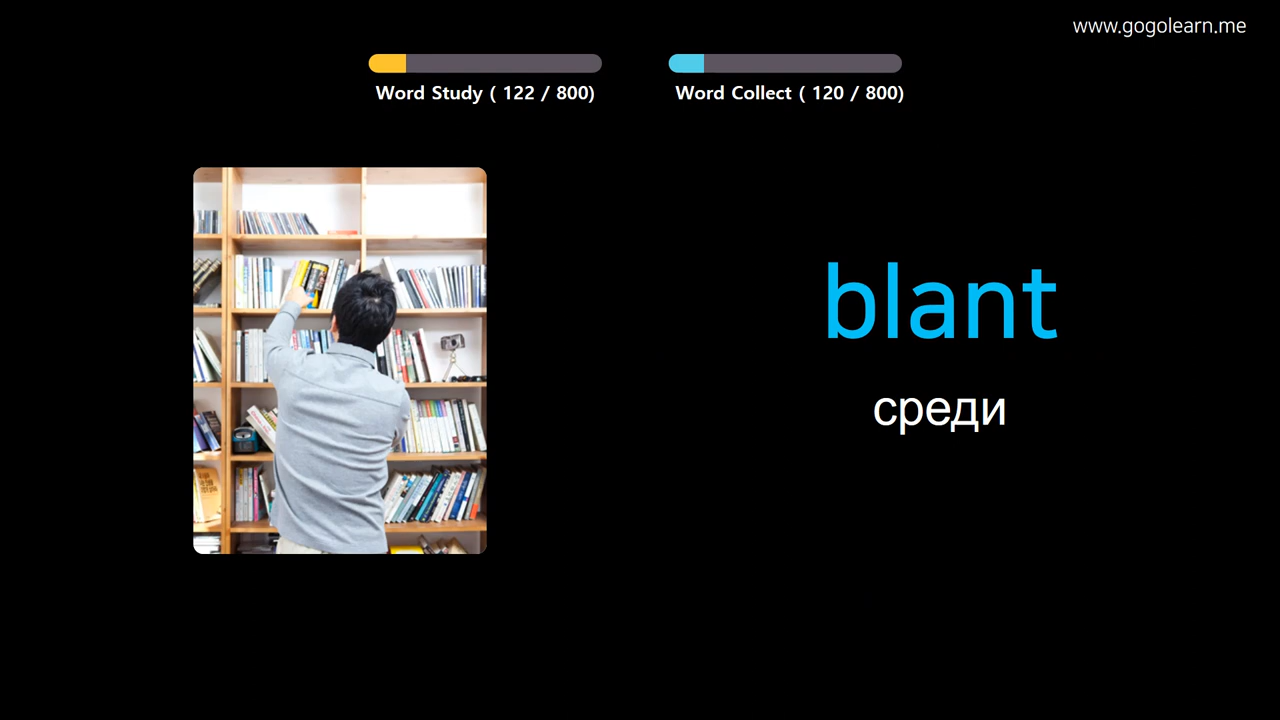 www.gogolearn.me
Word Study ( 122 / 800)
Word Collect ( 120 / 800)
blant
среди